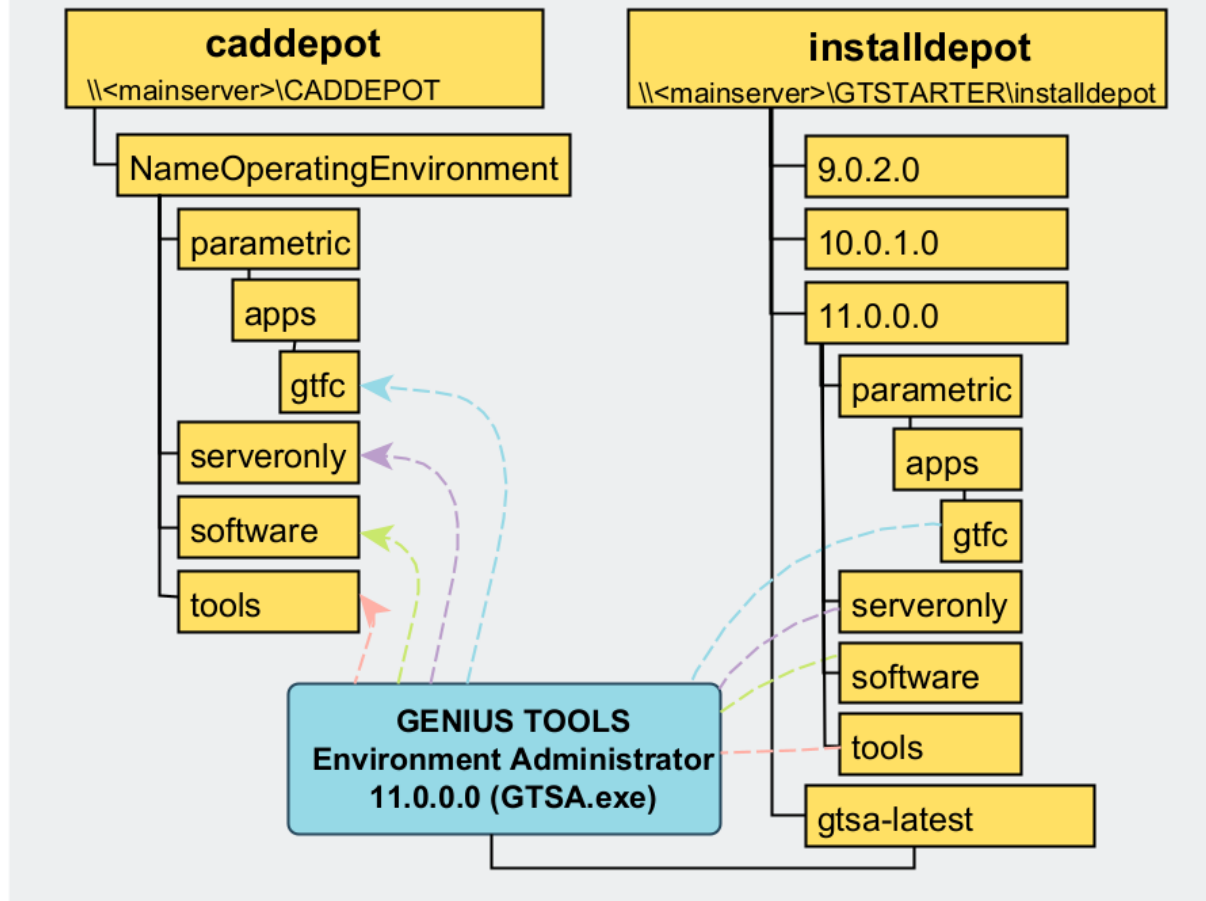 caddepot
\\<mainserver>\CADDEPOT
NameOperatingEnvironment
parametric
apps
gtfc
serveronly
software
tools
installdepot
\\<mainserver>\GTSTARTER\installdepot
9.0.2.0
10.0.1.0
11.0.0.0
parametric
apps
gtfc
serveronly
software
tools
gtsa-latest
GENIUS TOOLS
Environment Administrator
11.0.0.0 (GTSA.exe)